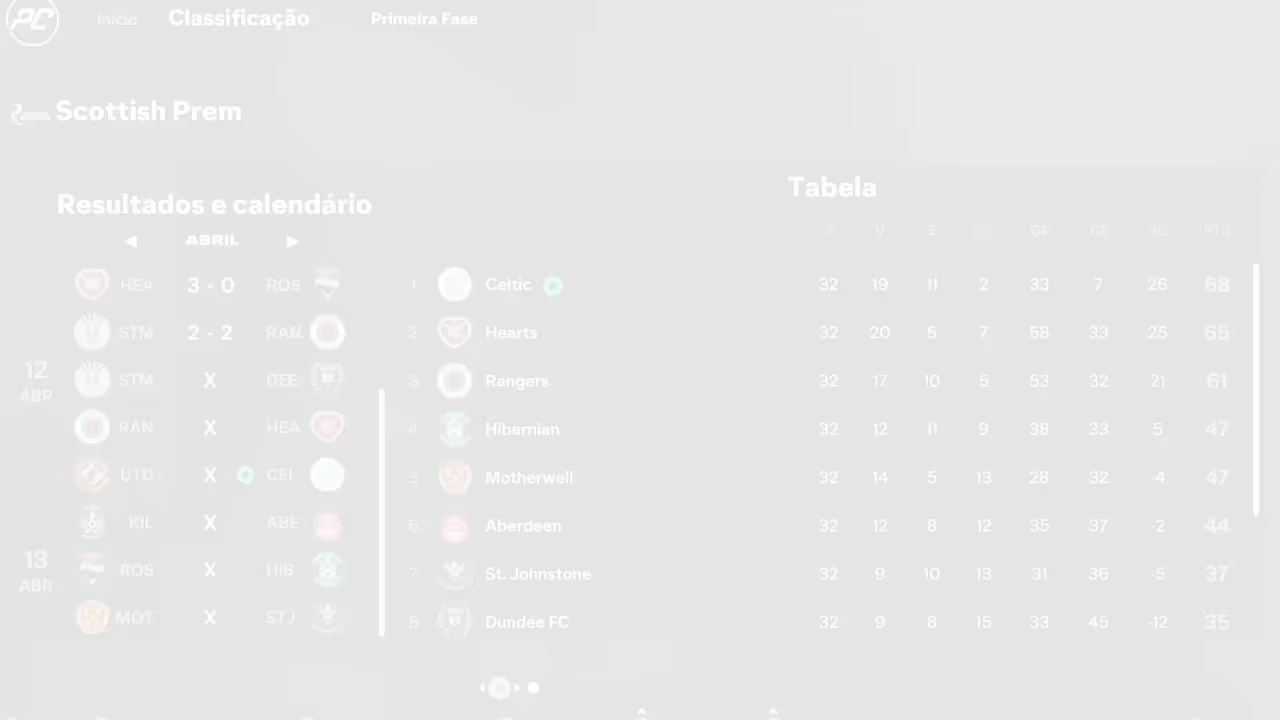 PC Início Classificação Primeira Fase
Scottish Prem
Resultados e calendário
ABRIL
HEA 3 - 0 ROS
STM 2 - 2 RAN
12 ABR
STM X DEE
RAN X HEA
UTD X CEL
KIL X ABE
13 ABR
ROS X HIB
MOT X STJ
Tabela
J V E GP GC SG PTS
1 Celtic 32 19 11 2 33 7 26 68
2 Hearts 32 20 5 7 58 33 25 65
3 Rangers 32 17 10 5 53 32 21 61
4 Hibernian 32 12 11 9 38 33 5 47
5 Motherwell 32 14 5 13 28 32 -4 47
6 Aberdeen 32 12 8 12 35 37 -2 44
7 St. Johnstone 32 9 10 13 31 36 -5 37
8 Dundee FC 32 9 8 15 33 45 -12 35